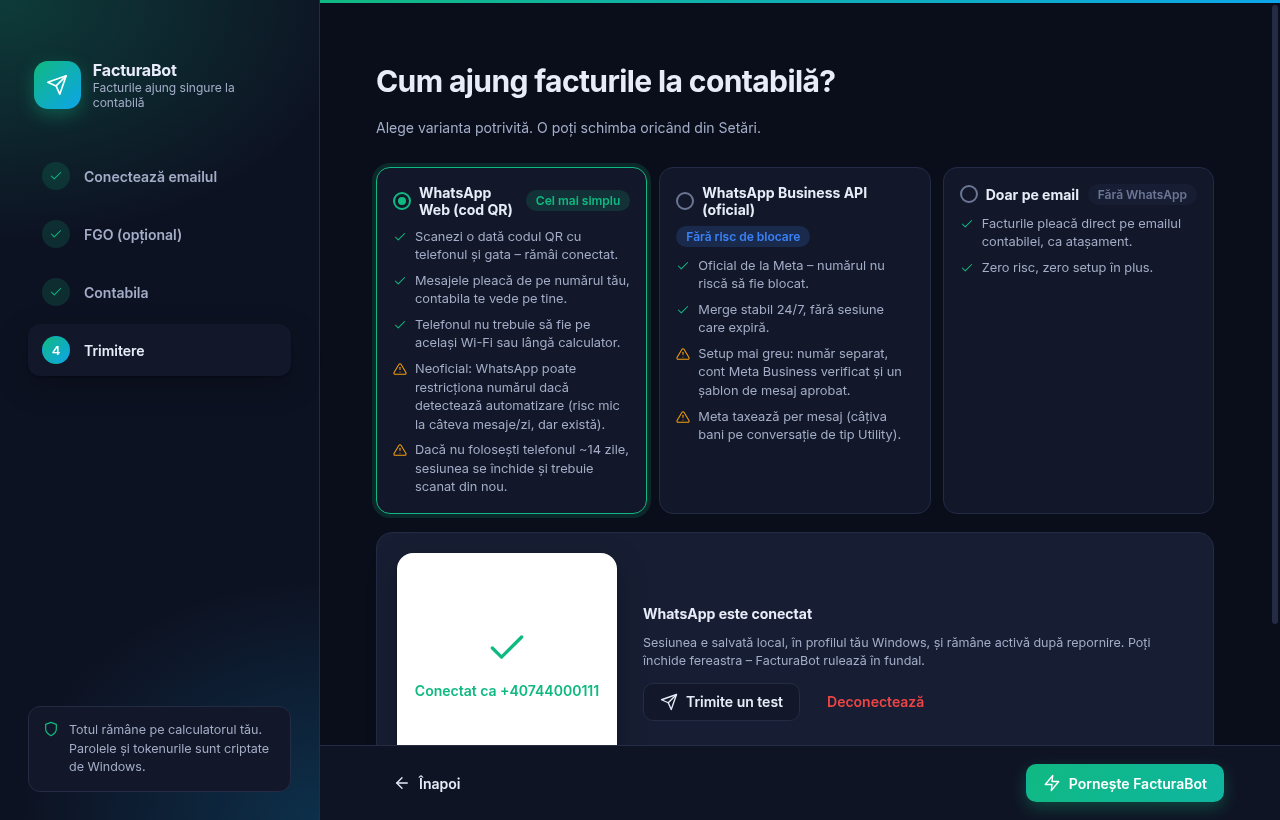 FacturaBot
Facturile ajung singure la
contabilă
Conectează emailul
FGO (opțional)
Contabila
4
Trimitere
Totul rămâne pe calculatorul tău.
Parolele și tokenurile sunt criptate
de Windows.
Cum ajung facturile la contabilă?
Alege varianta potrivită. O poți schimba oricând din Setări.
WhatsApp
Web (cod QR)
Cel mai simplu
Scanezi o dată codul QR cu
telefonul și gata – rămâi conectat.
Mesajele pleacă de pe numărul tău,
contabila te vede pe tine.
Telefonul nu trebuie să fie pe
același Wi-Fi sau lângă calculator.
Neoficial: WhatsApp poate
restricționa numărul dacă
detectează automatizare (risc mic
la câteva mesaje/zi, dar există).
Dacă nu folosești telefonul ~14 zile,
sesiunea se închide și trebuie
scanat din nou.
WhatsApp Business API
(oficial)
Fără risc de blocare
Oficial de la Meta – numărul nu
riscă să fie blocat.
Merge stabil 24/7, fără sesiune
care expiră.
Setup mai greu: număr separat,
cont Meta Business verificat și un
șablon de mesaj aprobat.
Meta taxează per mesaj (câțiva
bani pe conversație de tip Utility).
Doar pe email
Fără WhatsApp
Facturile pleacă direct pe emailul
contabilei, ca atașament.
Zero risc, zero setup în plus.
Conectat ca +40744000111
WhatsApp este conectat
Sesiunea e salvată local, în profilul tău Windows, și rămâne activă după repornire. Poți
închide fereastra – FacturaBot rulează în fundal.
Trimite un test
Deconectează
Înapoi
Pornește FacturaBot